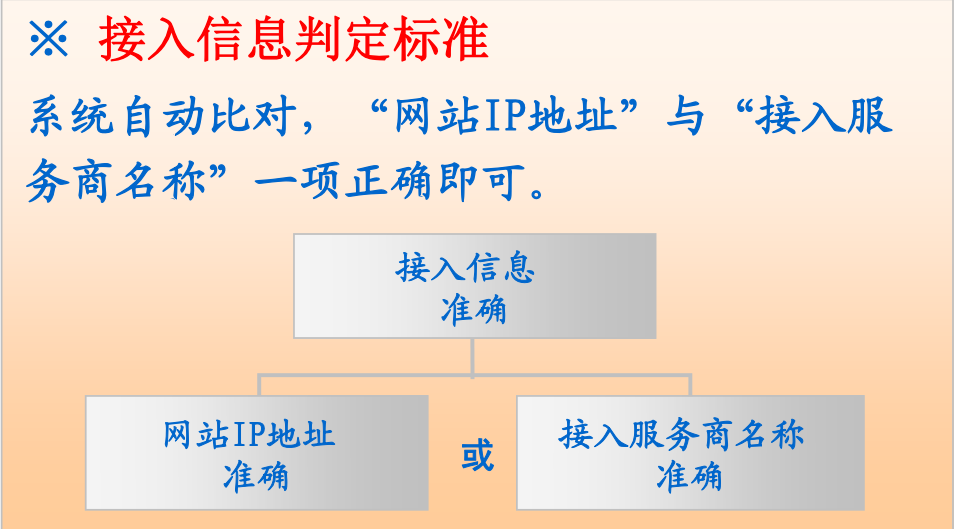 ※ 接入信息判定标准
系统自动比对，“网站IP地址”与“接入服
务商名称”一项正确即可。
接入信息
准确
网站IP地址
准确
或
接入服务商名称
准确